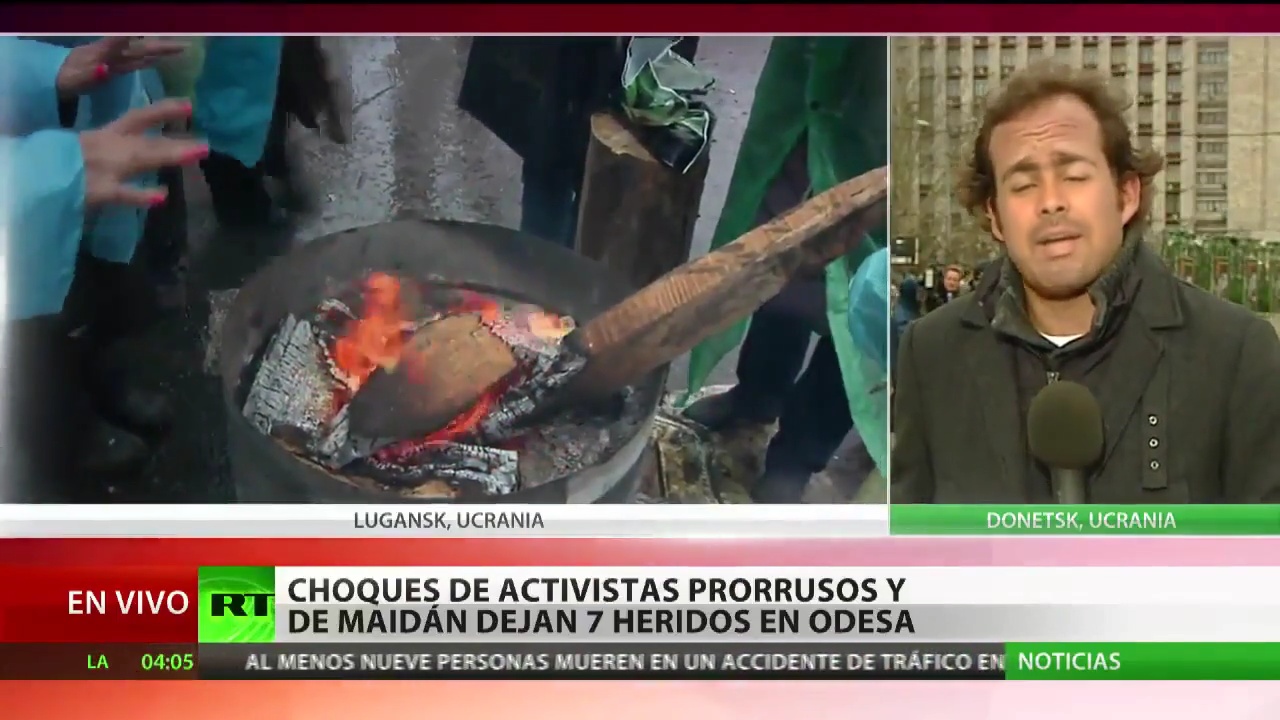 LUGANSK, UCRANIA
DONETSK, UCRANIA
EN VIVO
RT
CHOQUES DE ACTIVISTAS PRORRUSOS Y
DE MAIDÁN DEJAN 7 HERIDOS EN ODESA
LA 04:05
AL MENOS NUEVE PERSONAS MUEREN EN UN ACCIDENTE DE TRÁFICO EN
NOTICIAS